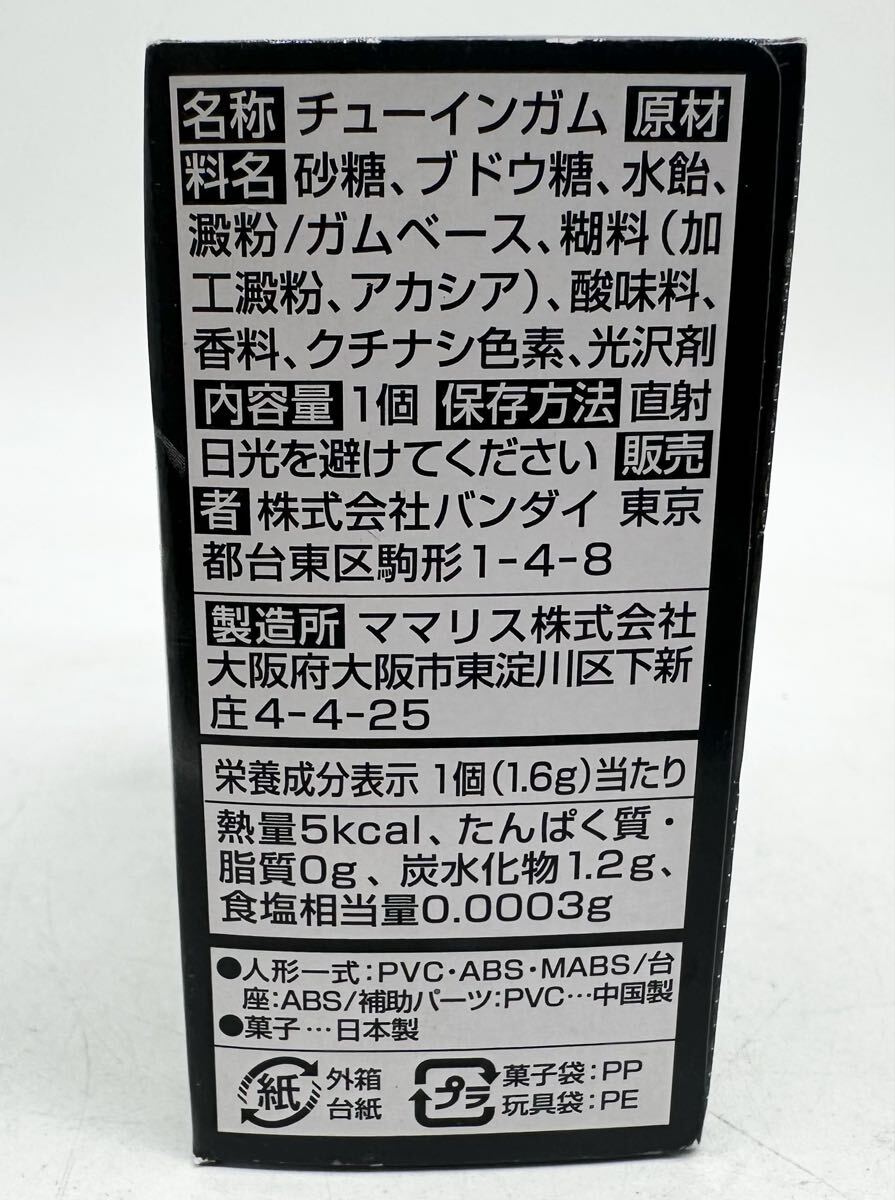 名称 チューインガム 原材
料名 砂糖、ブドウ糖、水飴、
澱粉/ガムベース、糊料(加
工澱粉、アカシア)、酸味料、
香料、クチナシ色素、光沢剤
内容量 1個 保存方法 直射
日光を避けてください 販売
者 株式会社バンダイ 東京
都台東区駒形1-4-8
製造所 ママリス株式会社
大阪府大阪市東淀川区下新
庄4-4-25
栄養成分表示 1個(1.6g)当たり
熱量5kcal、たんぱく質・
脂質0g、炭水化物1.2g、
食塩相当量0.0003g
●人形一式:PVC・ABS・MABS/台
座:ABS/補助パーツ:PVC…中国製
●菓子…日本製
紙 外箱
台紙
プラ 菓子袋:PP
玩具袋:PE